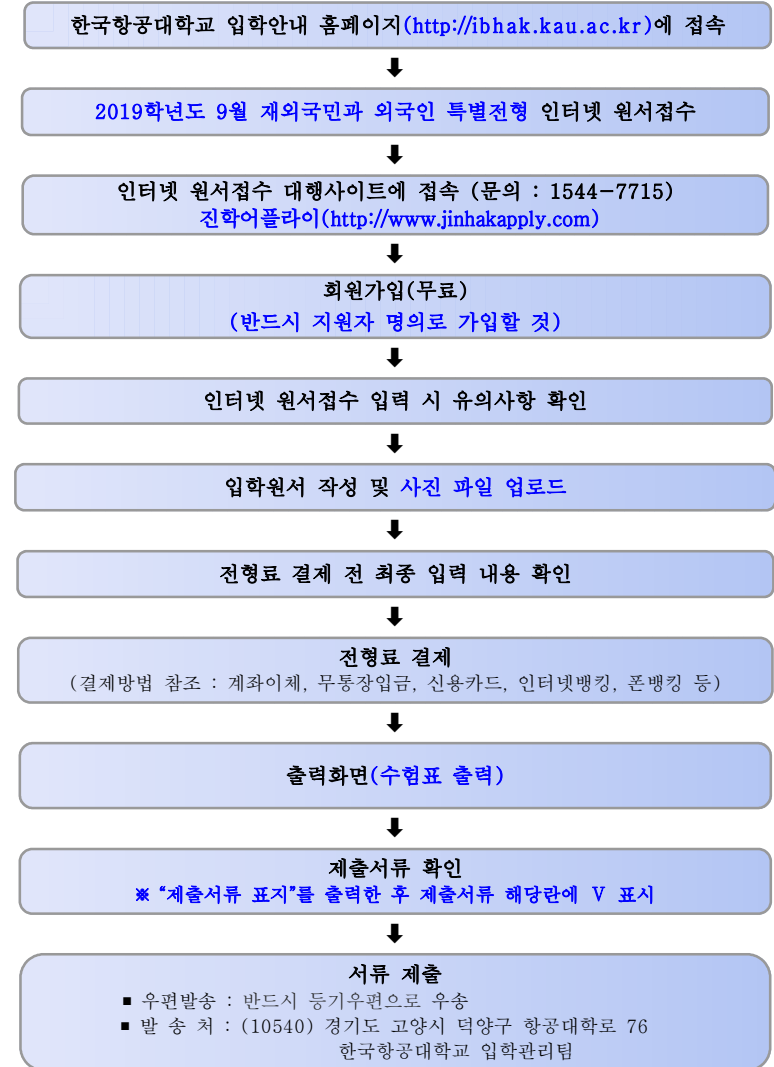 한국항공대학교 입학안내 홈페이지(http://ibhak.kau.ac.kr)에 접속
⬇
2019학년도 9월 재외국민과 외국인 특별전형 인터넷 원서접수
⬇
인터넷 원서접수 대행사이트에 접속 (문의 : 1544-7715)
진학어플라이(http://www.jinhakapply.com)
⬇
회원가입(무료)
(반드시 지원자 명의로 가입할 것)
⬇
인터넷 원서접수 입력 시 유의사항 확인
⬇
입학원서 작성 및 사진 파일 업로드
⬇
전형료 결제 전 최종 입력 내용 확인
⬇
전형료 결제
(결제방법 참조 : 계좌이체, 무통장입금, 신용카드, 인터넷뱅킹, 폰뱅킹 등)
⬇
출력화면(수험표 출력)
⬇
제출서류 확인
※ “제출서류 표지”를 출력한 후 제출서류 해당란에 V 표시
⬇
서류 제출
■ 우편발송 : 반드시 등기우편으로 우송
■ 발 송 처 : (10540) 경기도 고양시 덕양구 항공대학로 76
한국항공대학교 입학관리팀